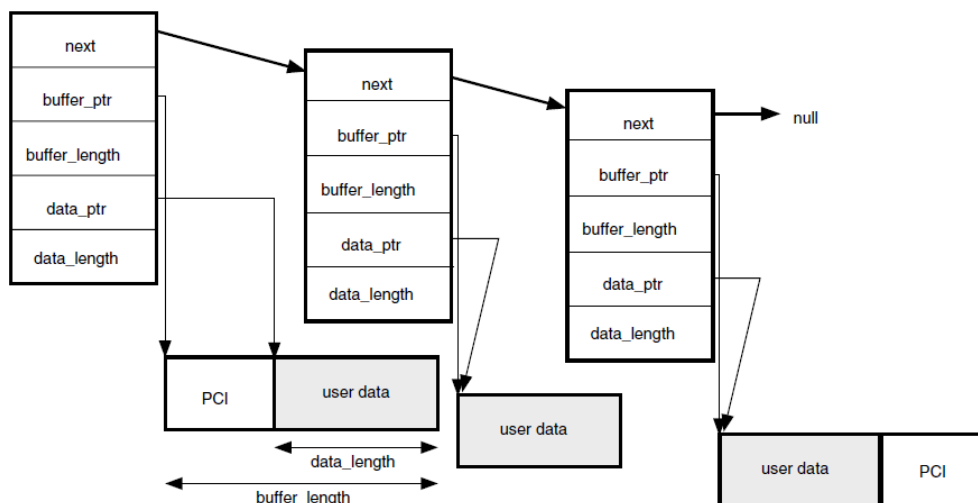 next
buffer_ptr
buffer_length
data_ptr
data_length
next
buffer_ptr
buffer_length
data_ptr
data_length
next
buffer_ptr
buffer_length
data_ptr
data_length
null
PCI
user data
data_length
buffer_length
user data
user data
PCI